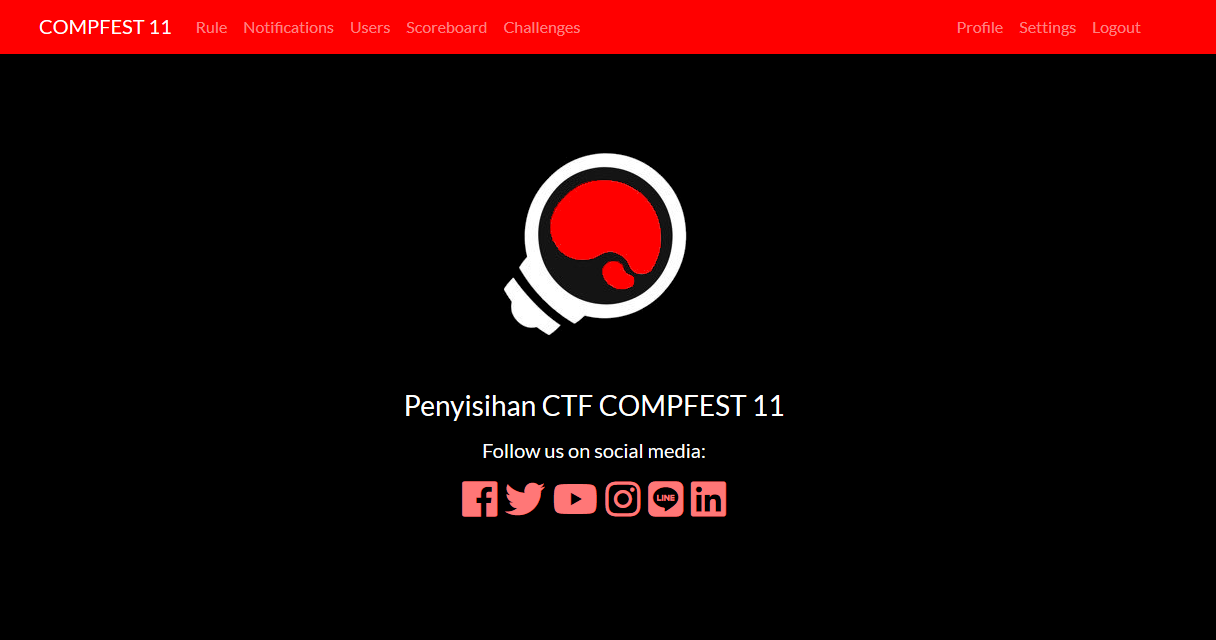 COMPFEST 11 Rule Notifications Users Scoreboard Challenges Profile Settings Logout
Penyisihan CTF COMPFEST 11
Follow us on social media:
LINE in